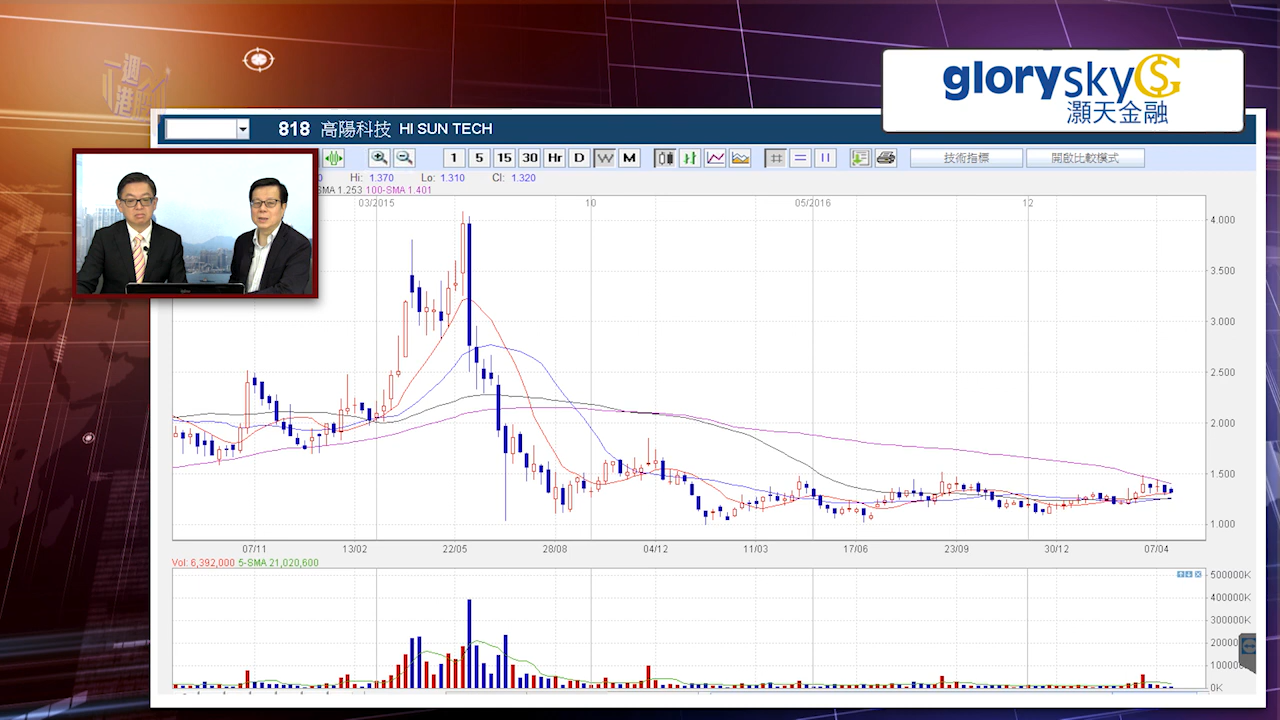 一週
港股
glorysky
灝天金融
818 高陽科技 HI SUN TECH
1 5 15 30 Hr D W M
技術指標 開啟比較模式
Hi: 1.370 Lo: 1.310 Cl: 1.320
SMA 1.253 100-SMA 1.401
03/2015 10 05/2016 12
4.000
3.500
3.000
2.500
2.000
1.500
1.000
07/11 13/02 22/05 28/08 04/12 11/03 17/06 23/09 30/12 07/04
Vol: 6,392,000 5-SMA 21,020,600
500000K
400000K
300000K
20000
10000
0K